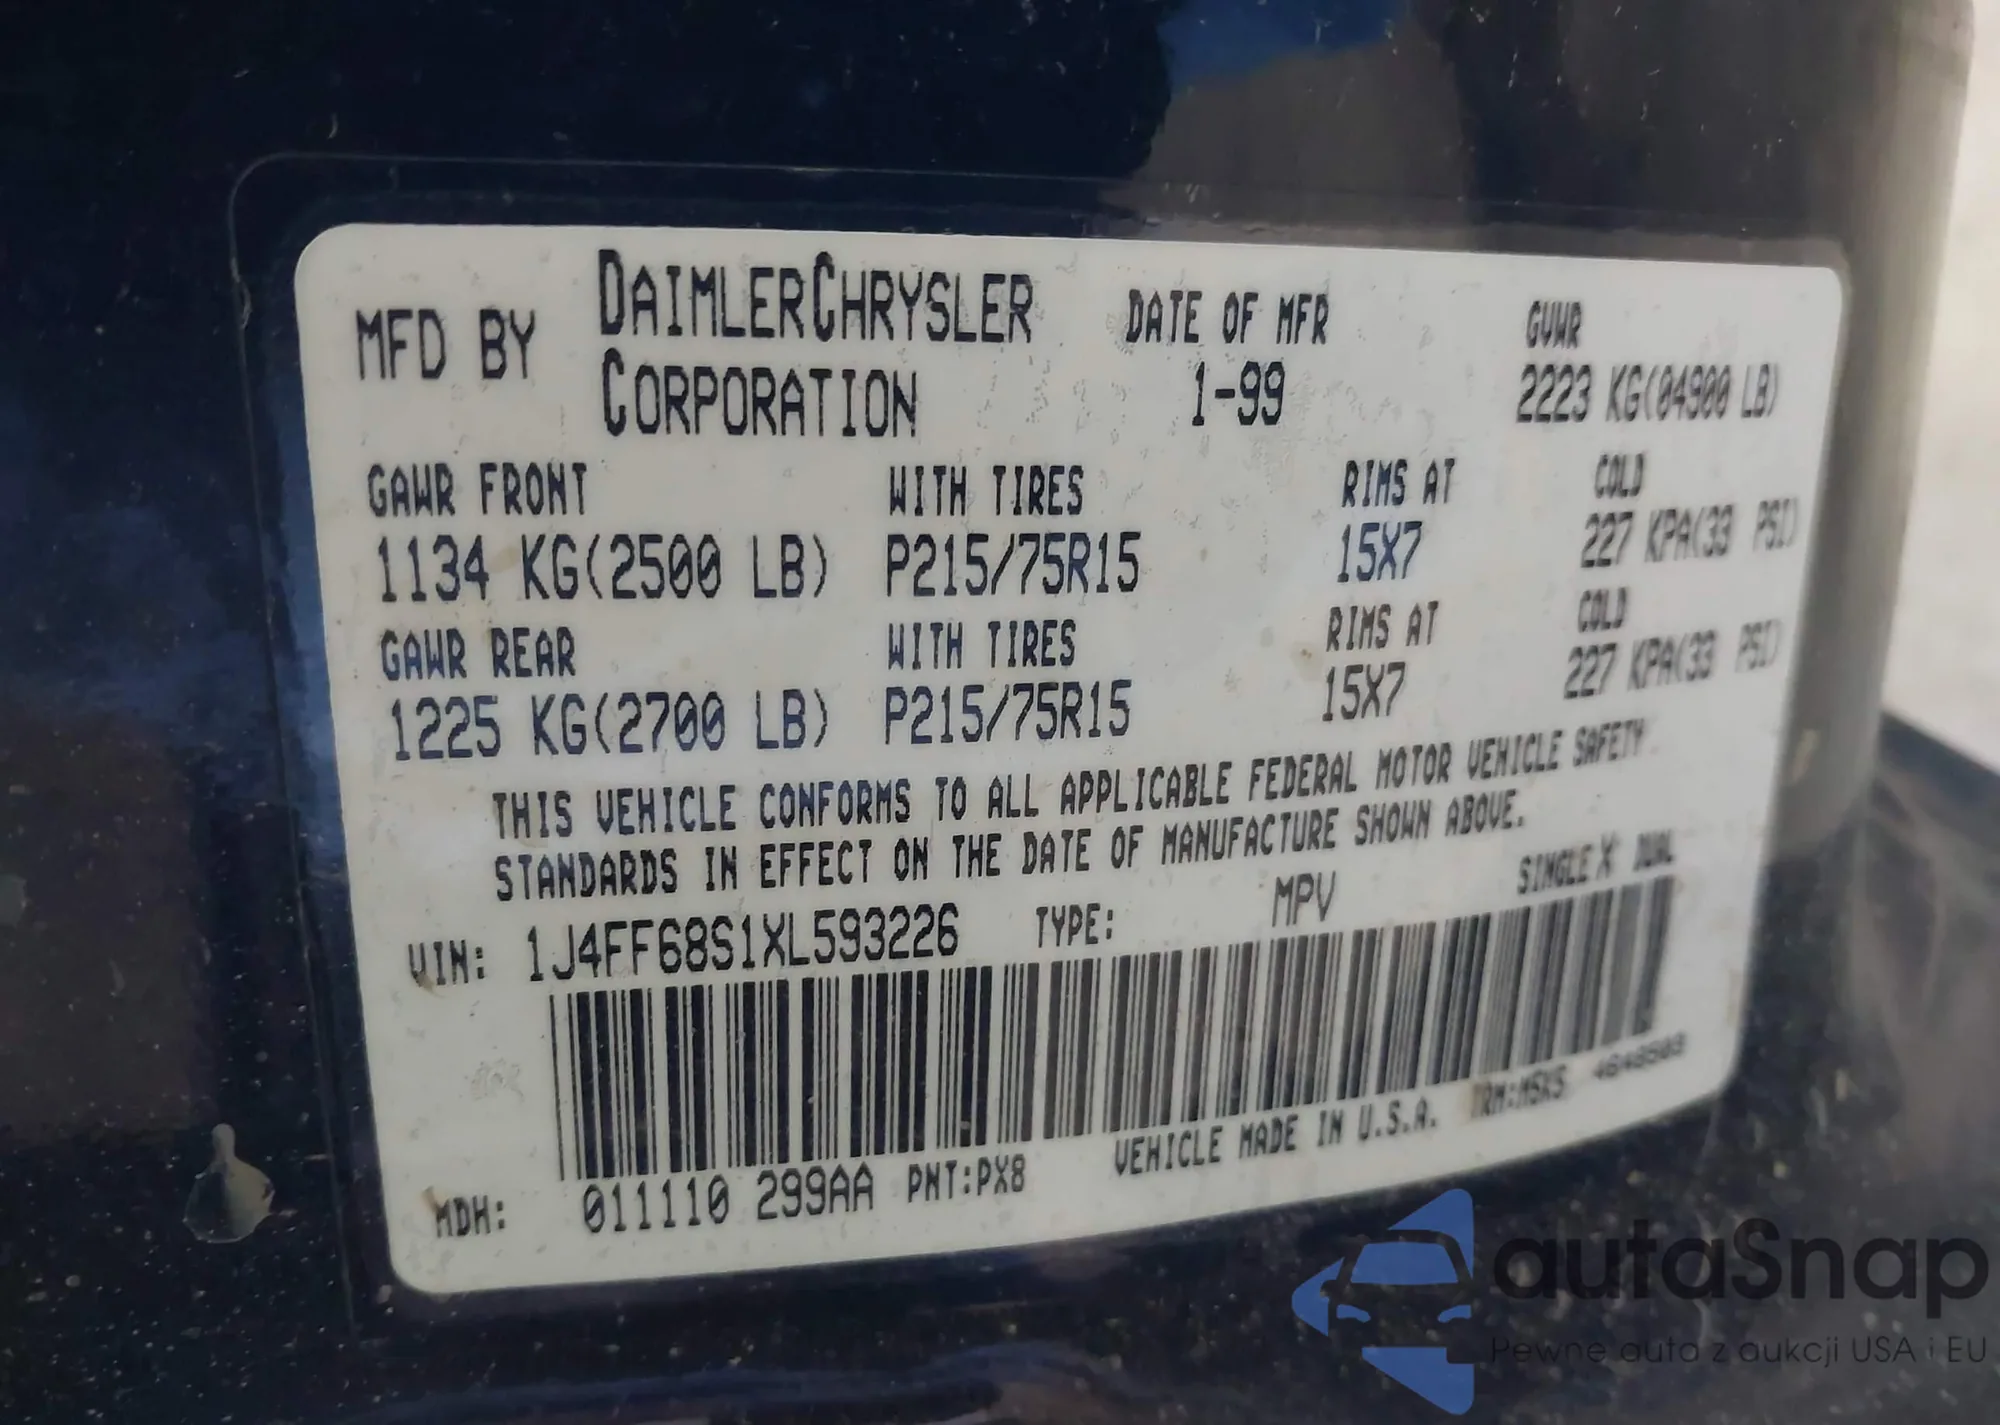 MFD BY DAIMLERCHRYSLER CORPORATION DATE OF MFR 1-99 GVWR 2223 KG(04900 LB)
GAWR FRONT WITH TIRES RIMS AT COLD
1134 KG(2500 LB) P215/75R15 15X7 227 KPA(33 PSI)
GAWR REAR WITH TIRES RIMS AT COLD
1225 KG(2700 LB) P215/75R15 15X7 227 KPA(33 PSI)
THIS VEHICLE CONFORMS TO ALL APPLICABLE FEDERAL MOTOR VEHICLE SAFETY
STANDARDS IN EFFECT ON THE DATE OF MANUFACTURE SHOWN ABOVE.
VIN: 1J4FF68S1XL593226 TYPE: MPV SINGLE X DUAL
MDH: 011110 299AA PNT:PX8 VEHICLE MADE IN U.S.A. TRM:M5K5
autaSnap
Pewne auta z aukcji USA i EU